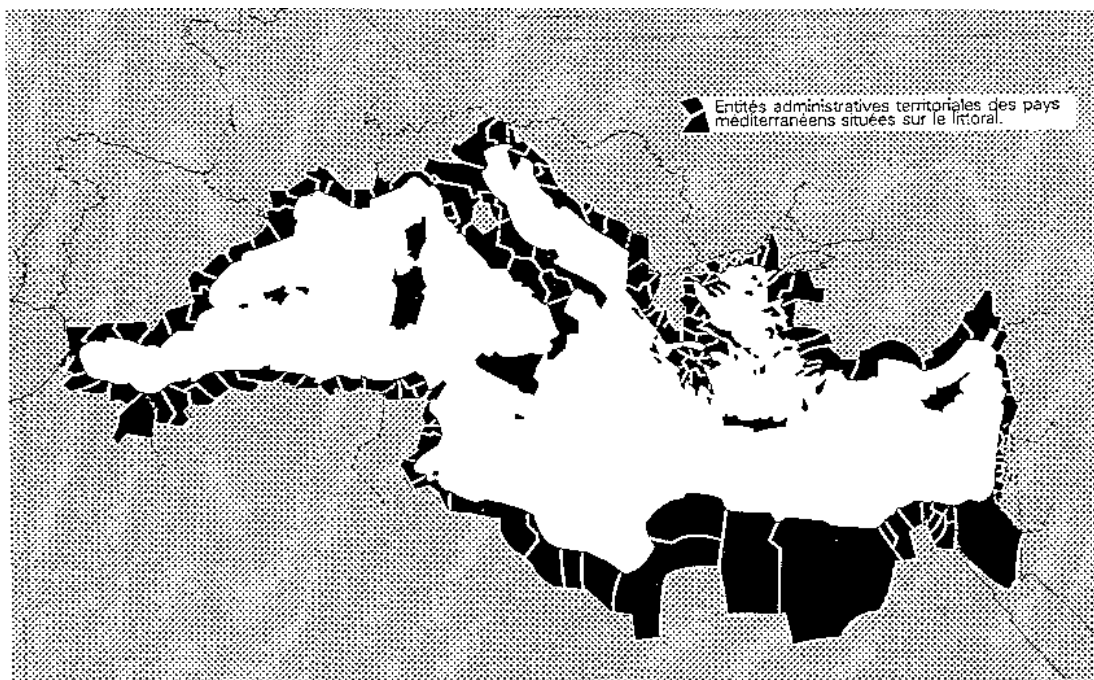 Entités administratives territoriales des pays
méditerranéens situées sur le littoral.